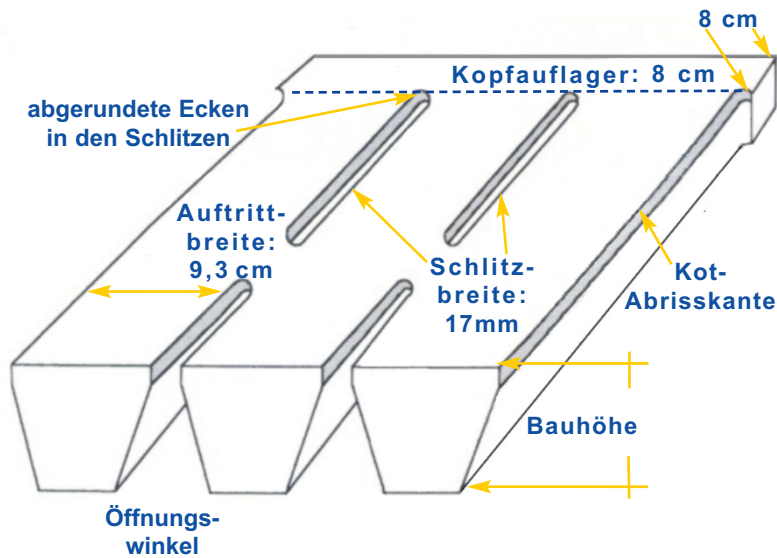 8 cm
Kopfauflager: 8 cm
abgerundete Ecken
in den Schlitzen
Auftritt-
breite:
9,3 cm
Schlitz-
breite:
17mm
Kot-
Abrisskante
Bauhöhe
Öffnungs-
winkel